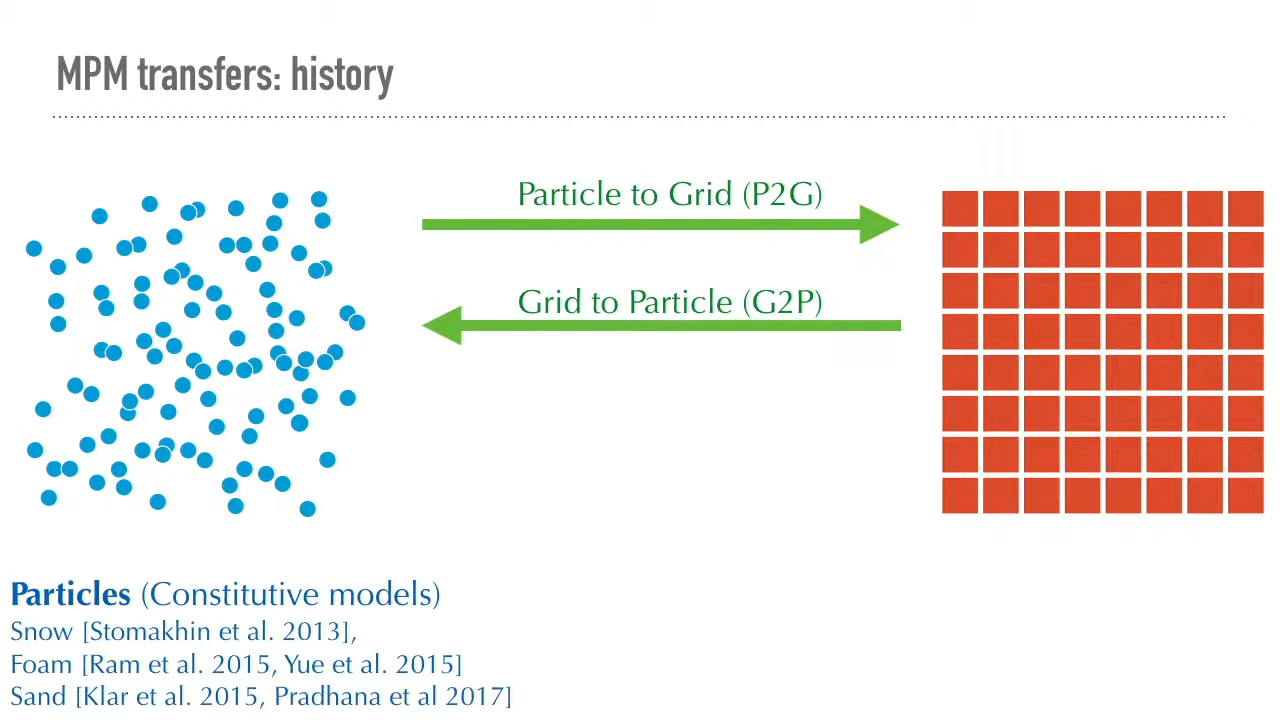 MPM transfers: history
Particle to Grid (P2G)
Grid to Particle (G2P)
Particles (Constitutive models)
Snow [Stomakhin et al. 2013],
Foam [Ram et al. 2015, Yue et al. 2015]
Sand [Klar et al. 2015, Pradhana et al 2017]